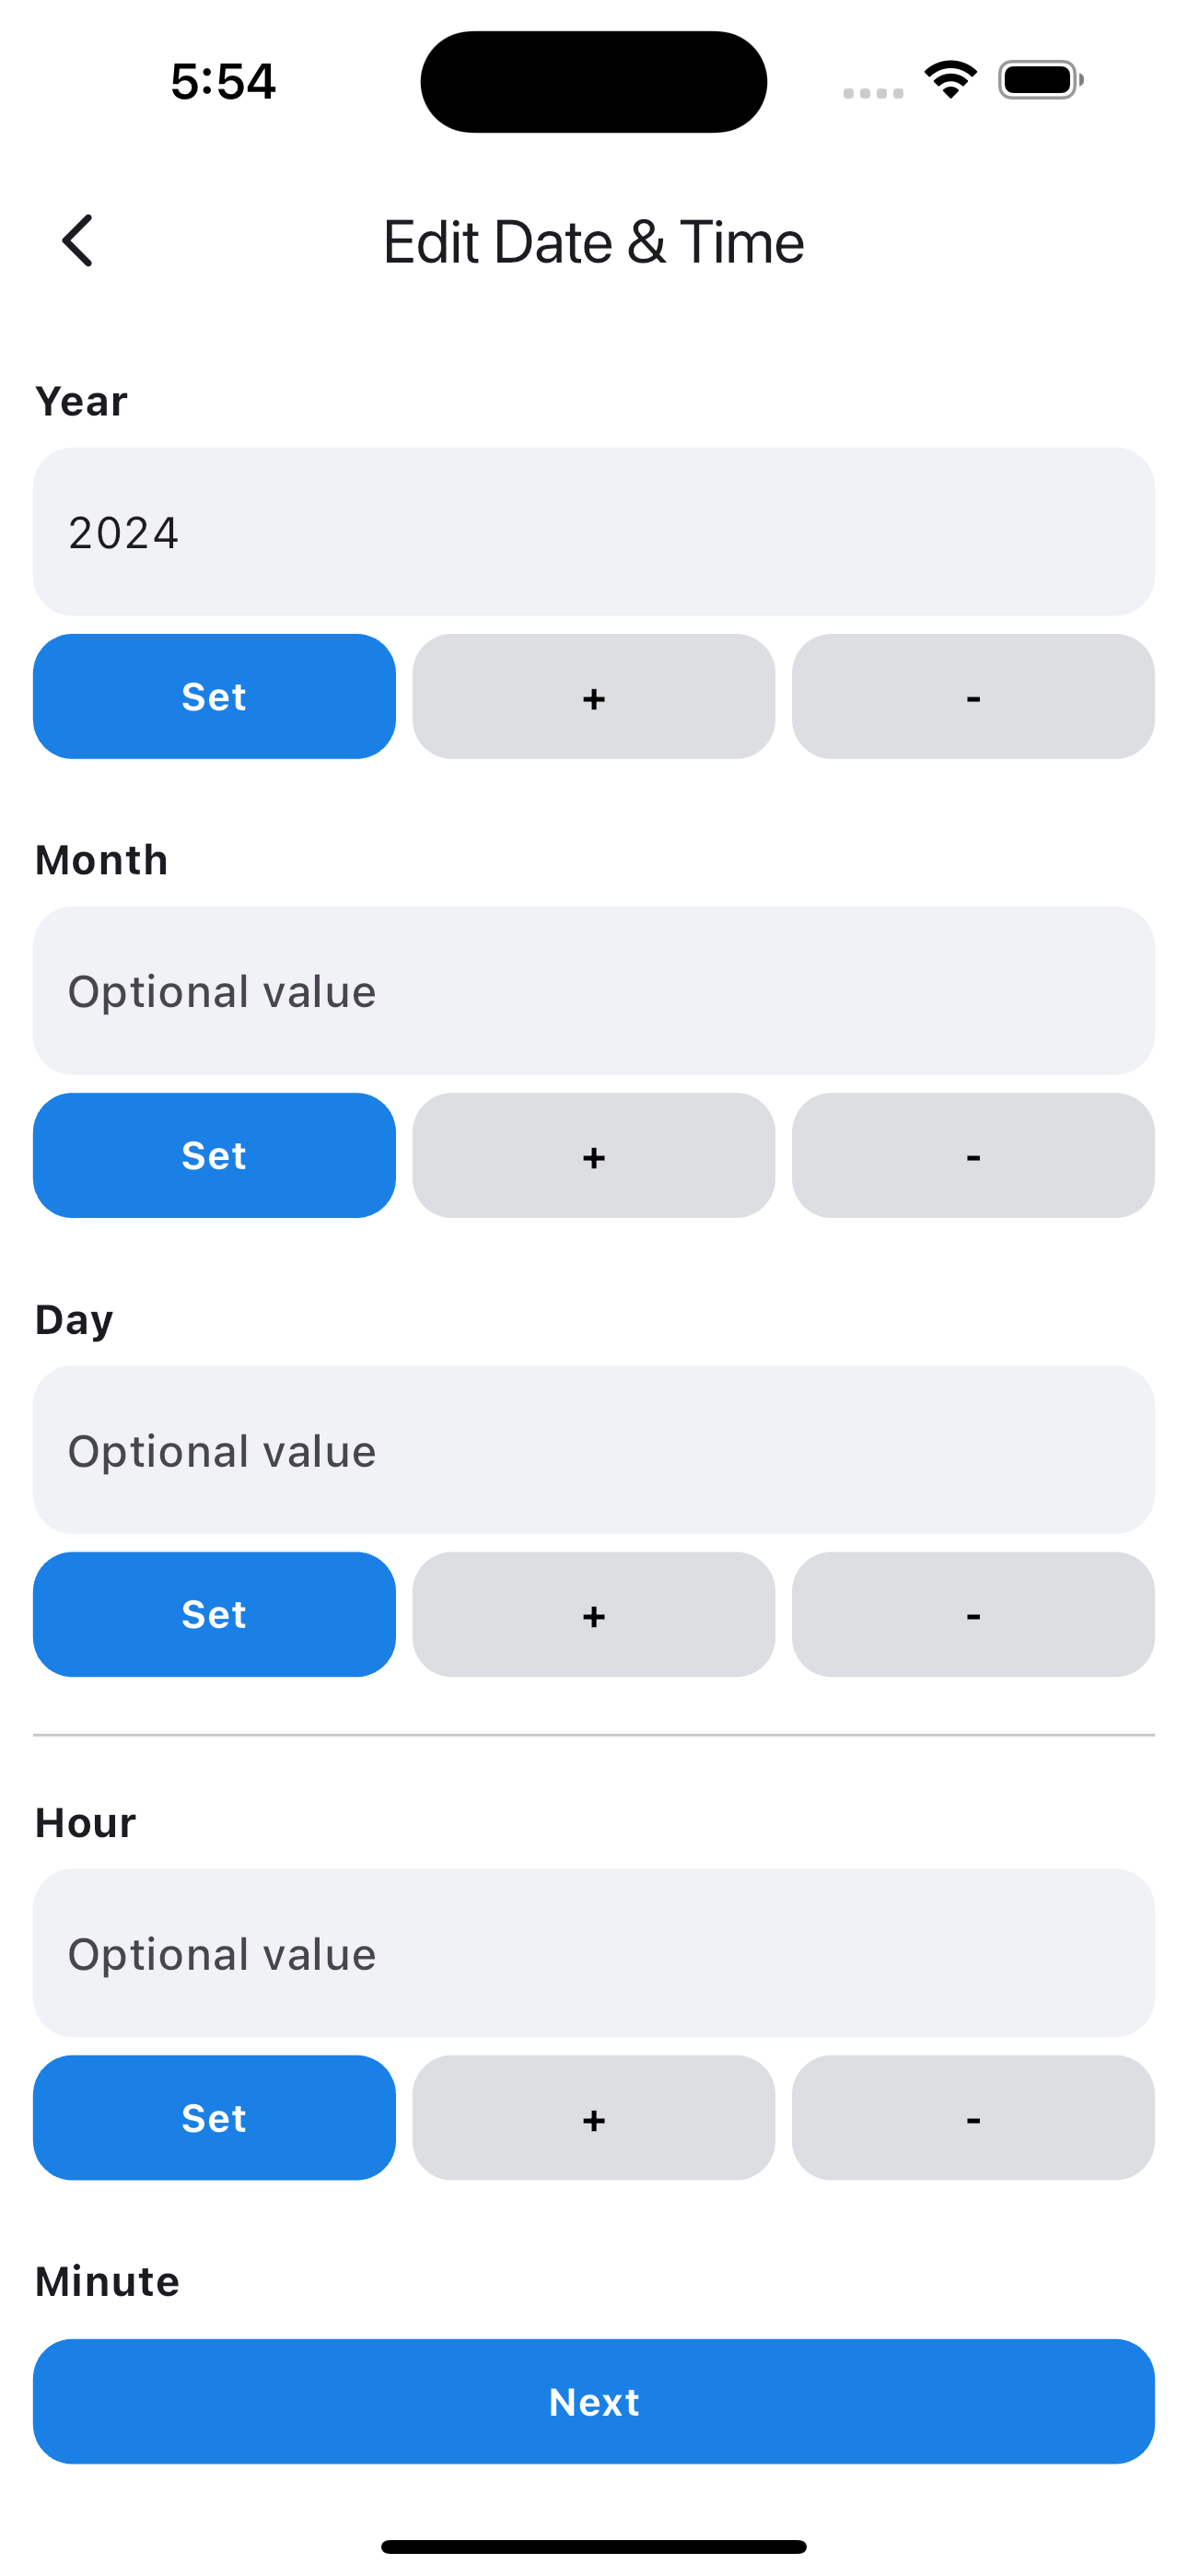 5:54
Edit Date & Time
Year
2024
Set + -
Month
Optional value
Set + -
Day
Optional value
Set + -
Hour
Optional value
Set + -
Minute
Next